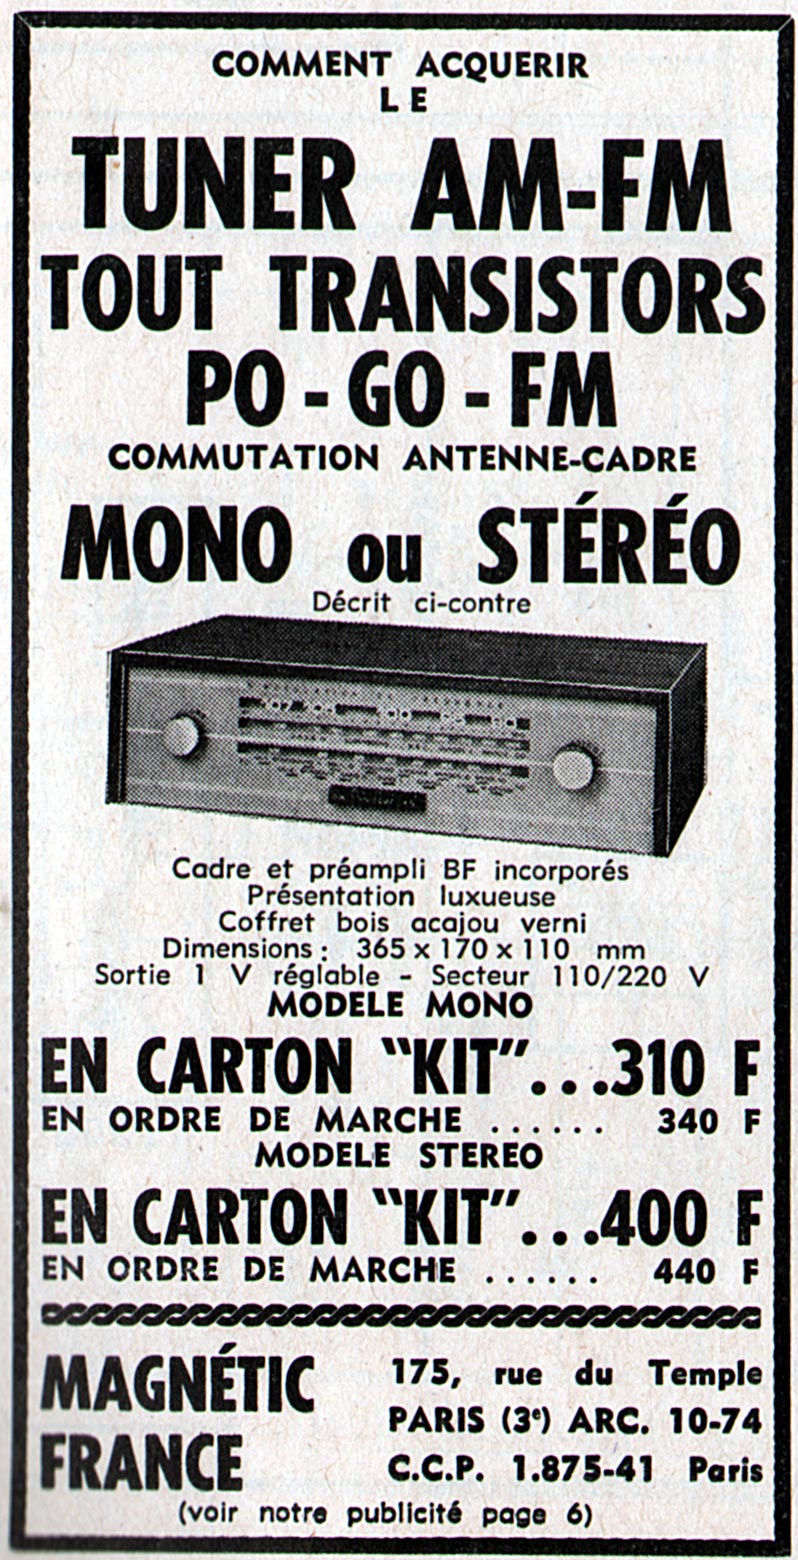 COMMENT ACQUERIR
LE
TUNER AM-FM
TOUT TRANSISTORS
PO - GO - FM
COMMUTATION ANTENNE-CADRE
MONO ou STÉRÉO
Décrit ci-contre
Cadre et préampli BF incorporés
Présentation luxueuse
Coffret bois acajou verni
Dimensions : 365 x 170 x 110 mm
Sortie 1 V réglable - Secteur 110/220 V
MODELE MONO
EN CARTON "KIT"...310 F
EN ORDRE DE MARCHE ...... 340 F
MODELE STEREO
EN CARTON "KIT"...400 F
EN ORDRE DE MARCHE ...... 440 F
MAGNÉTIC
FRANCE
175, rue du Temple
PARIS (3e) ARC. 10-74
C.C.P. 1.875-41 Paris
(voir notre publicité page 6)